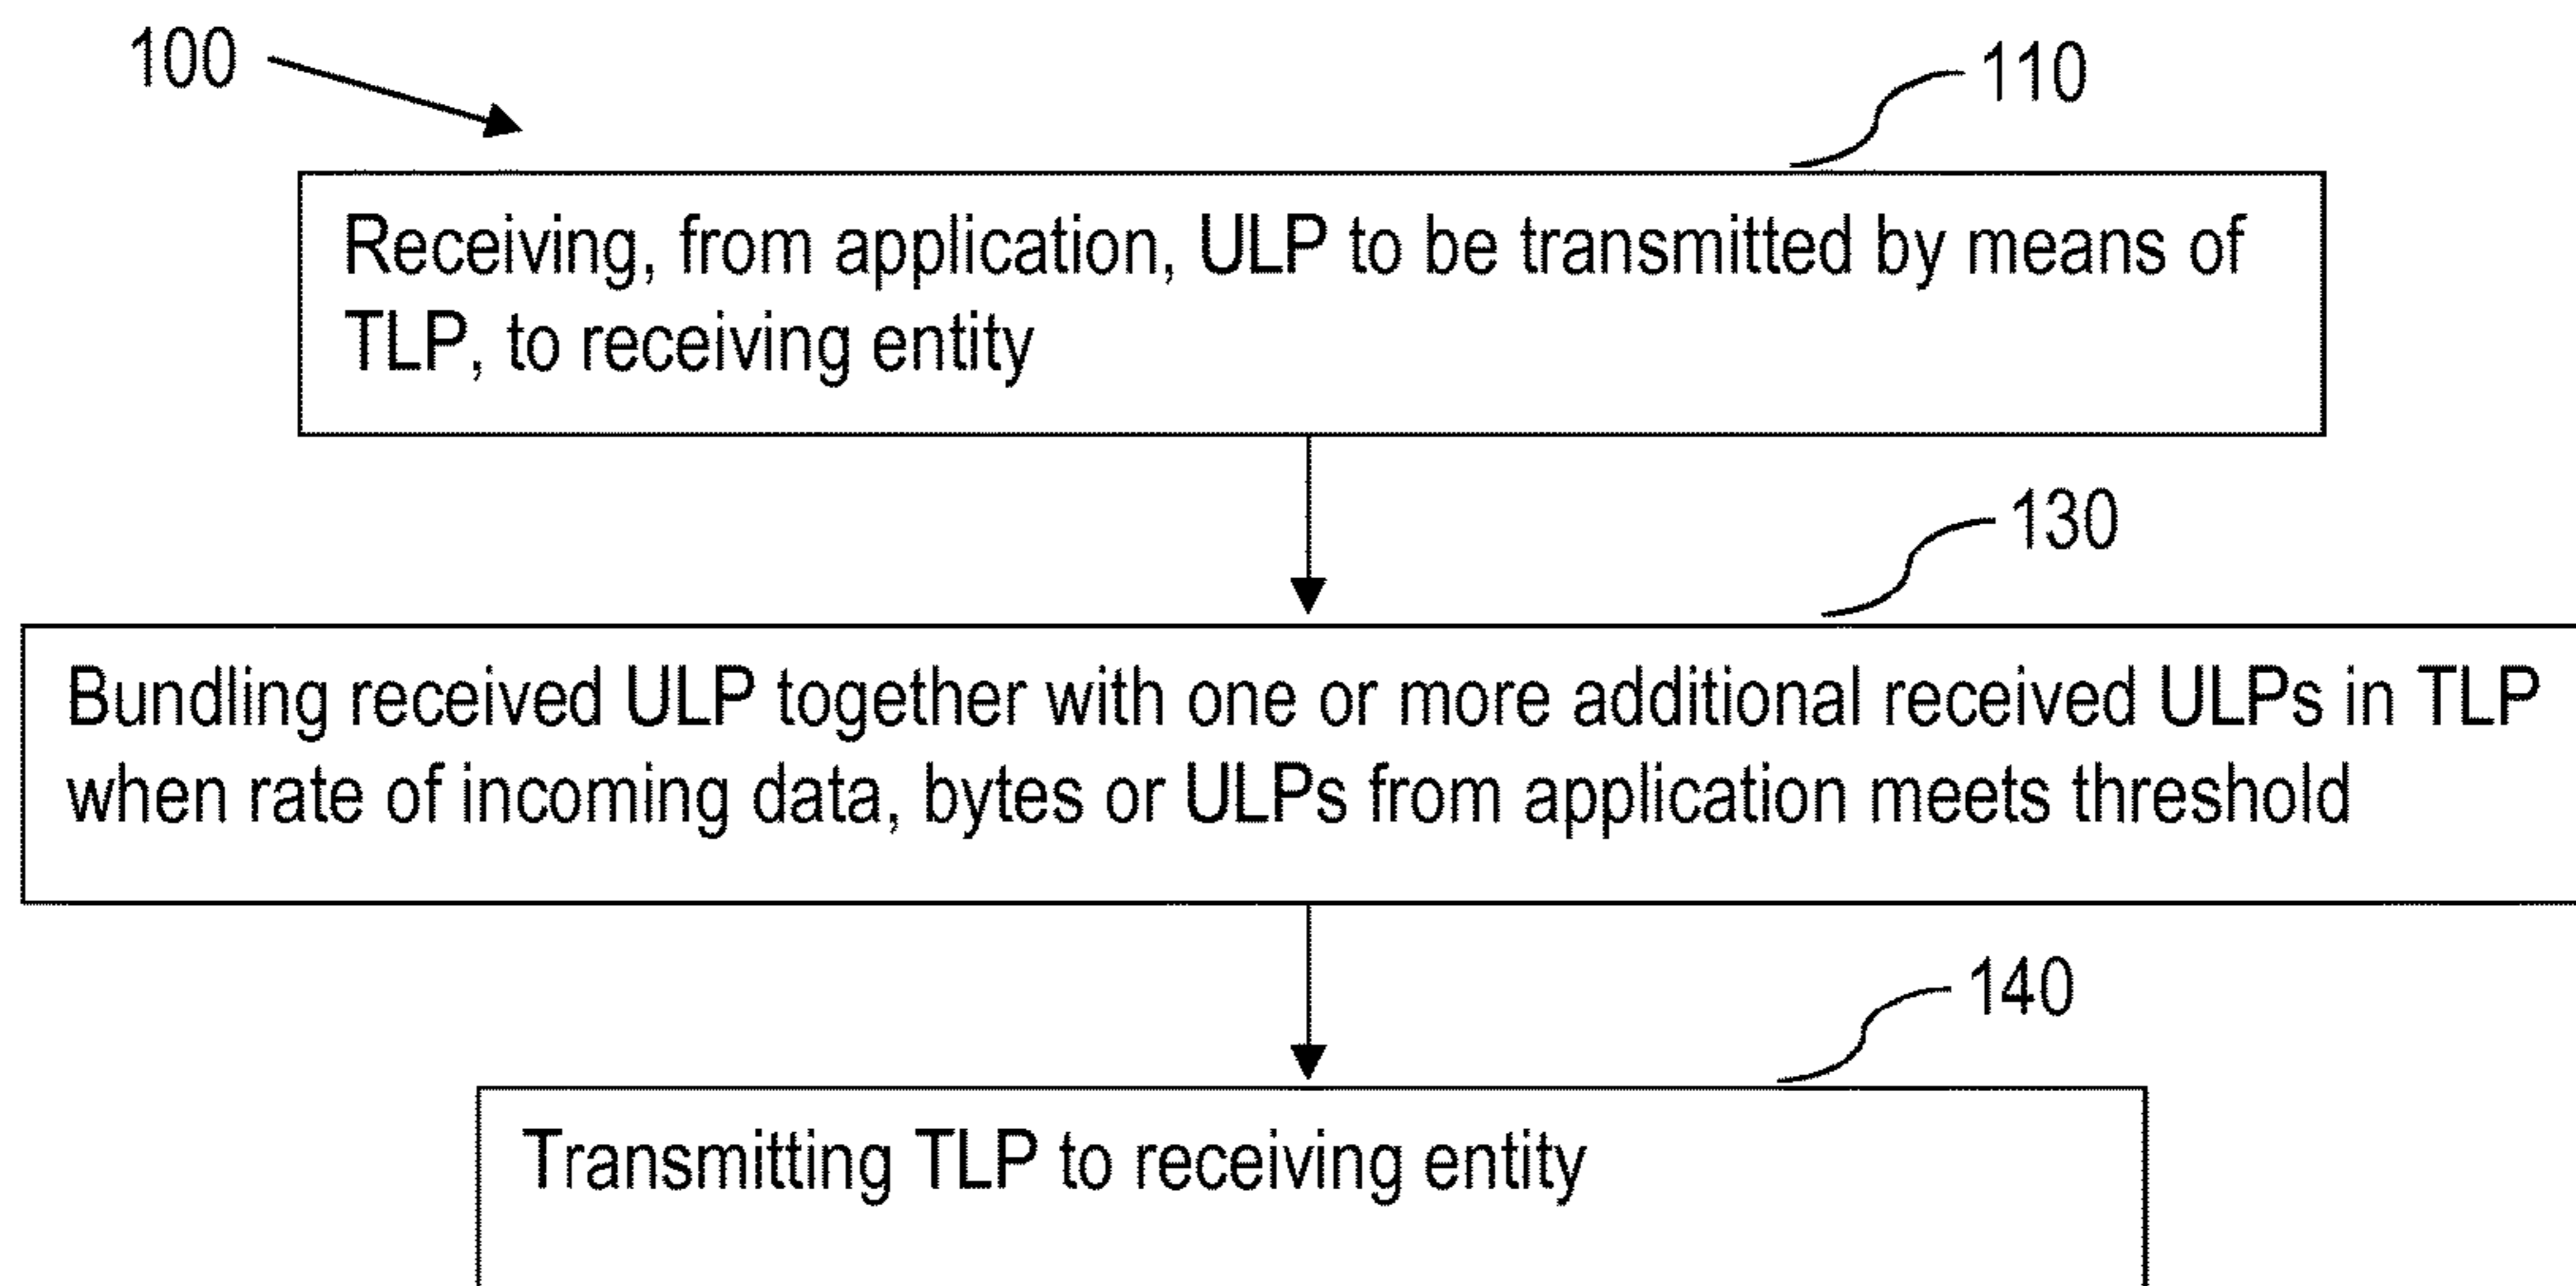 100
110
Receiving, from application, ULP to be transmitted by means of
TLP, to receiving entity
130
Bundling received ULP together with one or more additional received ULPs in TLP
when rate of incoming data, bytes or ULPs from application meets threshold
140
Transmitting TLP to receiving entity